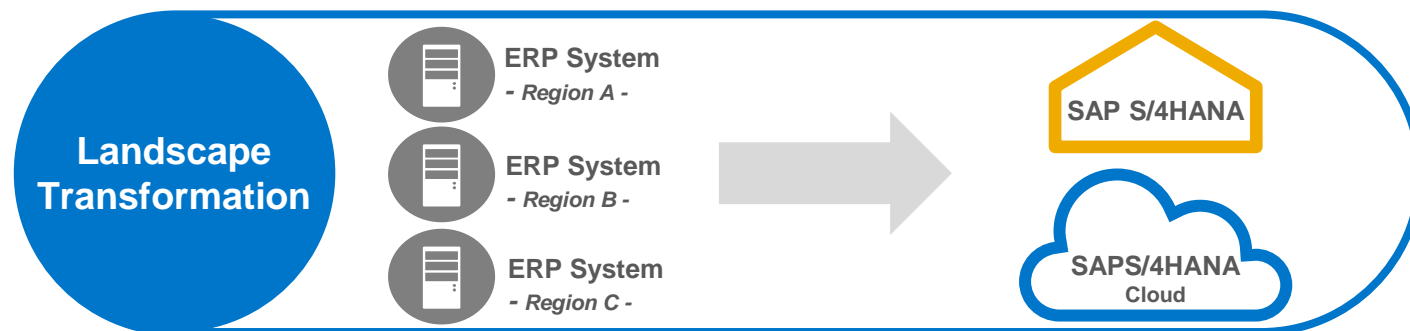 Landscape
Transformation
ERP System
- Region A -
ERP System
- Region B -
ERP System
- Region C -
SAP S/4HANA
SAPS/4HANA
Cloud